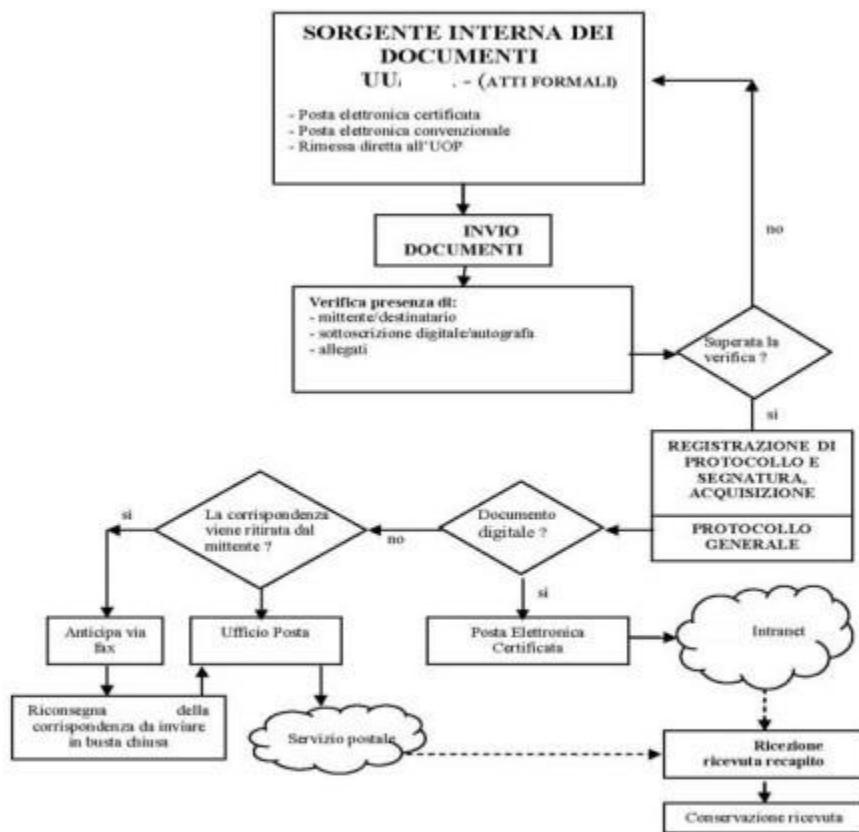 SORGENTE INTERNA DEI
DOCUMENTI
UU. - (ATTI FORMALI)
- Posta elettronica certificata
- Posta elettronica convenzionale
- Rimessa diretta all'UOP
INVIO
DOCUMENTI
no
Verifica presenza di:
- mittente/destinatario
- sottoscrizione digitale/autografa
- allegati
Superata la
verifica ?
si
REGISTRAZIONE DI
PROTOCOLLO E
SEGNATURA,
ACQUISIZIONE
PROTOCOLLO
GENERALE
Documento
digitale ?
no
si
La corrispondenza
viene ritirata dal
mittente ?
si
Anticipa via
fax
Ufficio Posta
Posta Elettronica
Certificata
Intranet
Riconsegna della
corrispondenza da inviare
in busta chiusa
Servizio postale
Ricezione
ricevuta recapito
Conservazione ricevuta